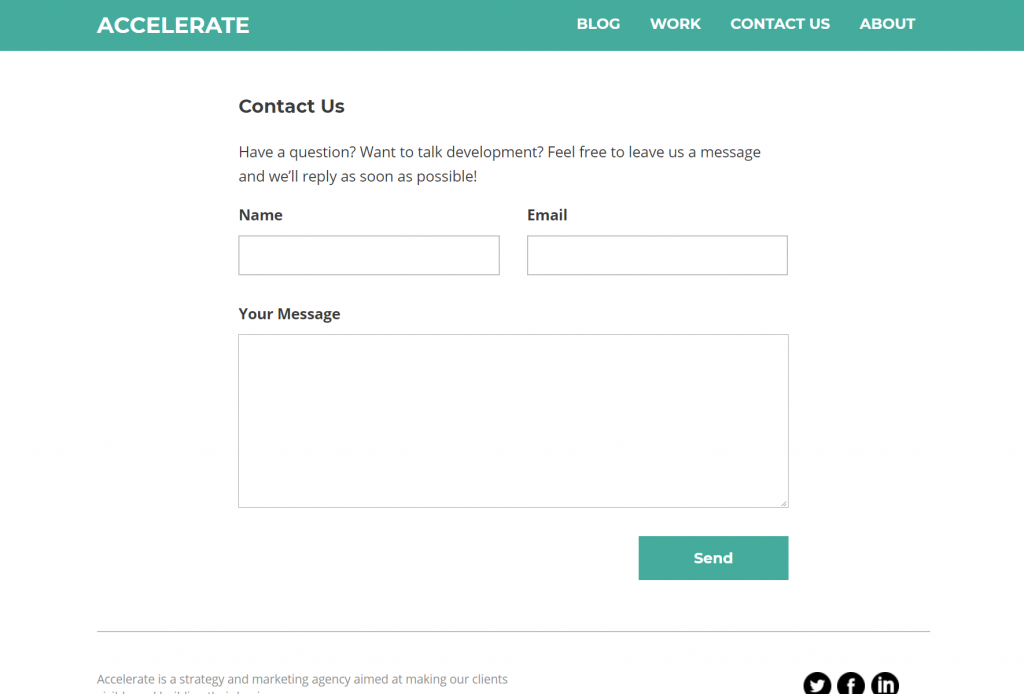 ACCELERATE
BLOG WORK CONTACT US ABOUT
Contact Us
Have a question? Want to talk development? Feel free to leave us a message
and we’ll reply as soon as possible!
Name Email
Your Message
Send
Accelerate is a strategy and marketing agency aimed at making our clients